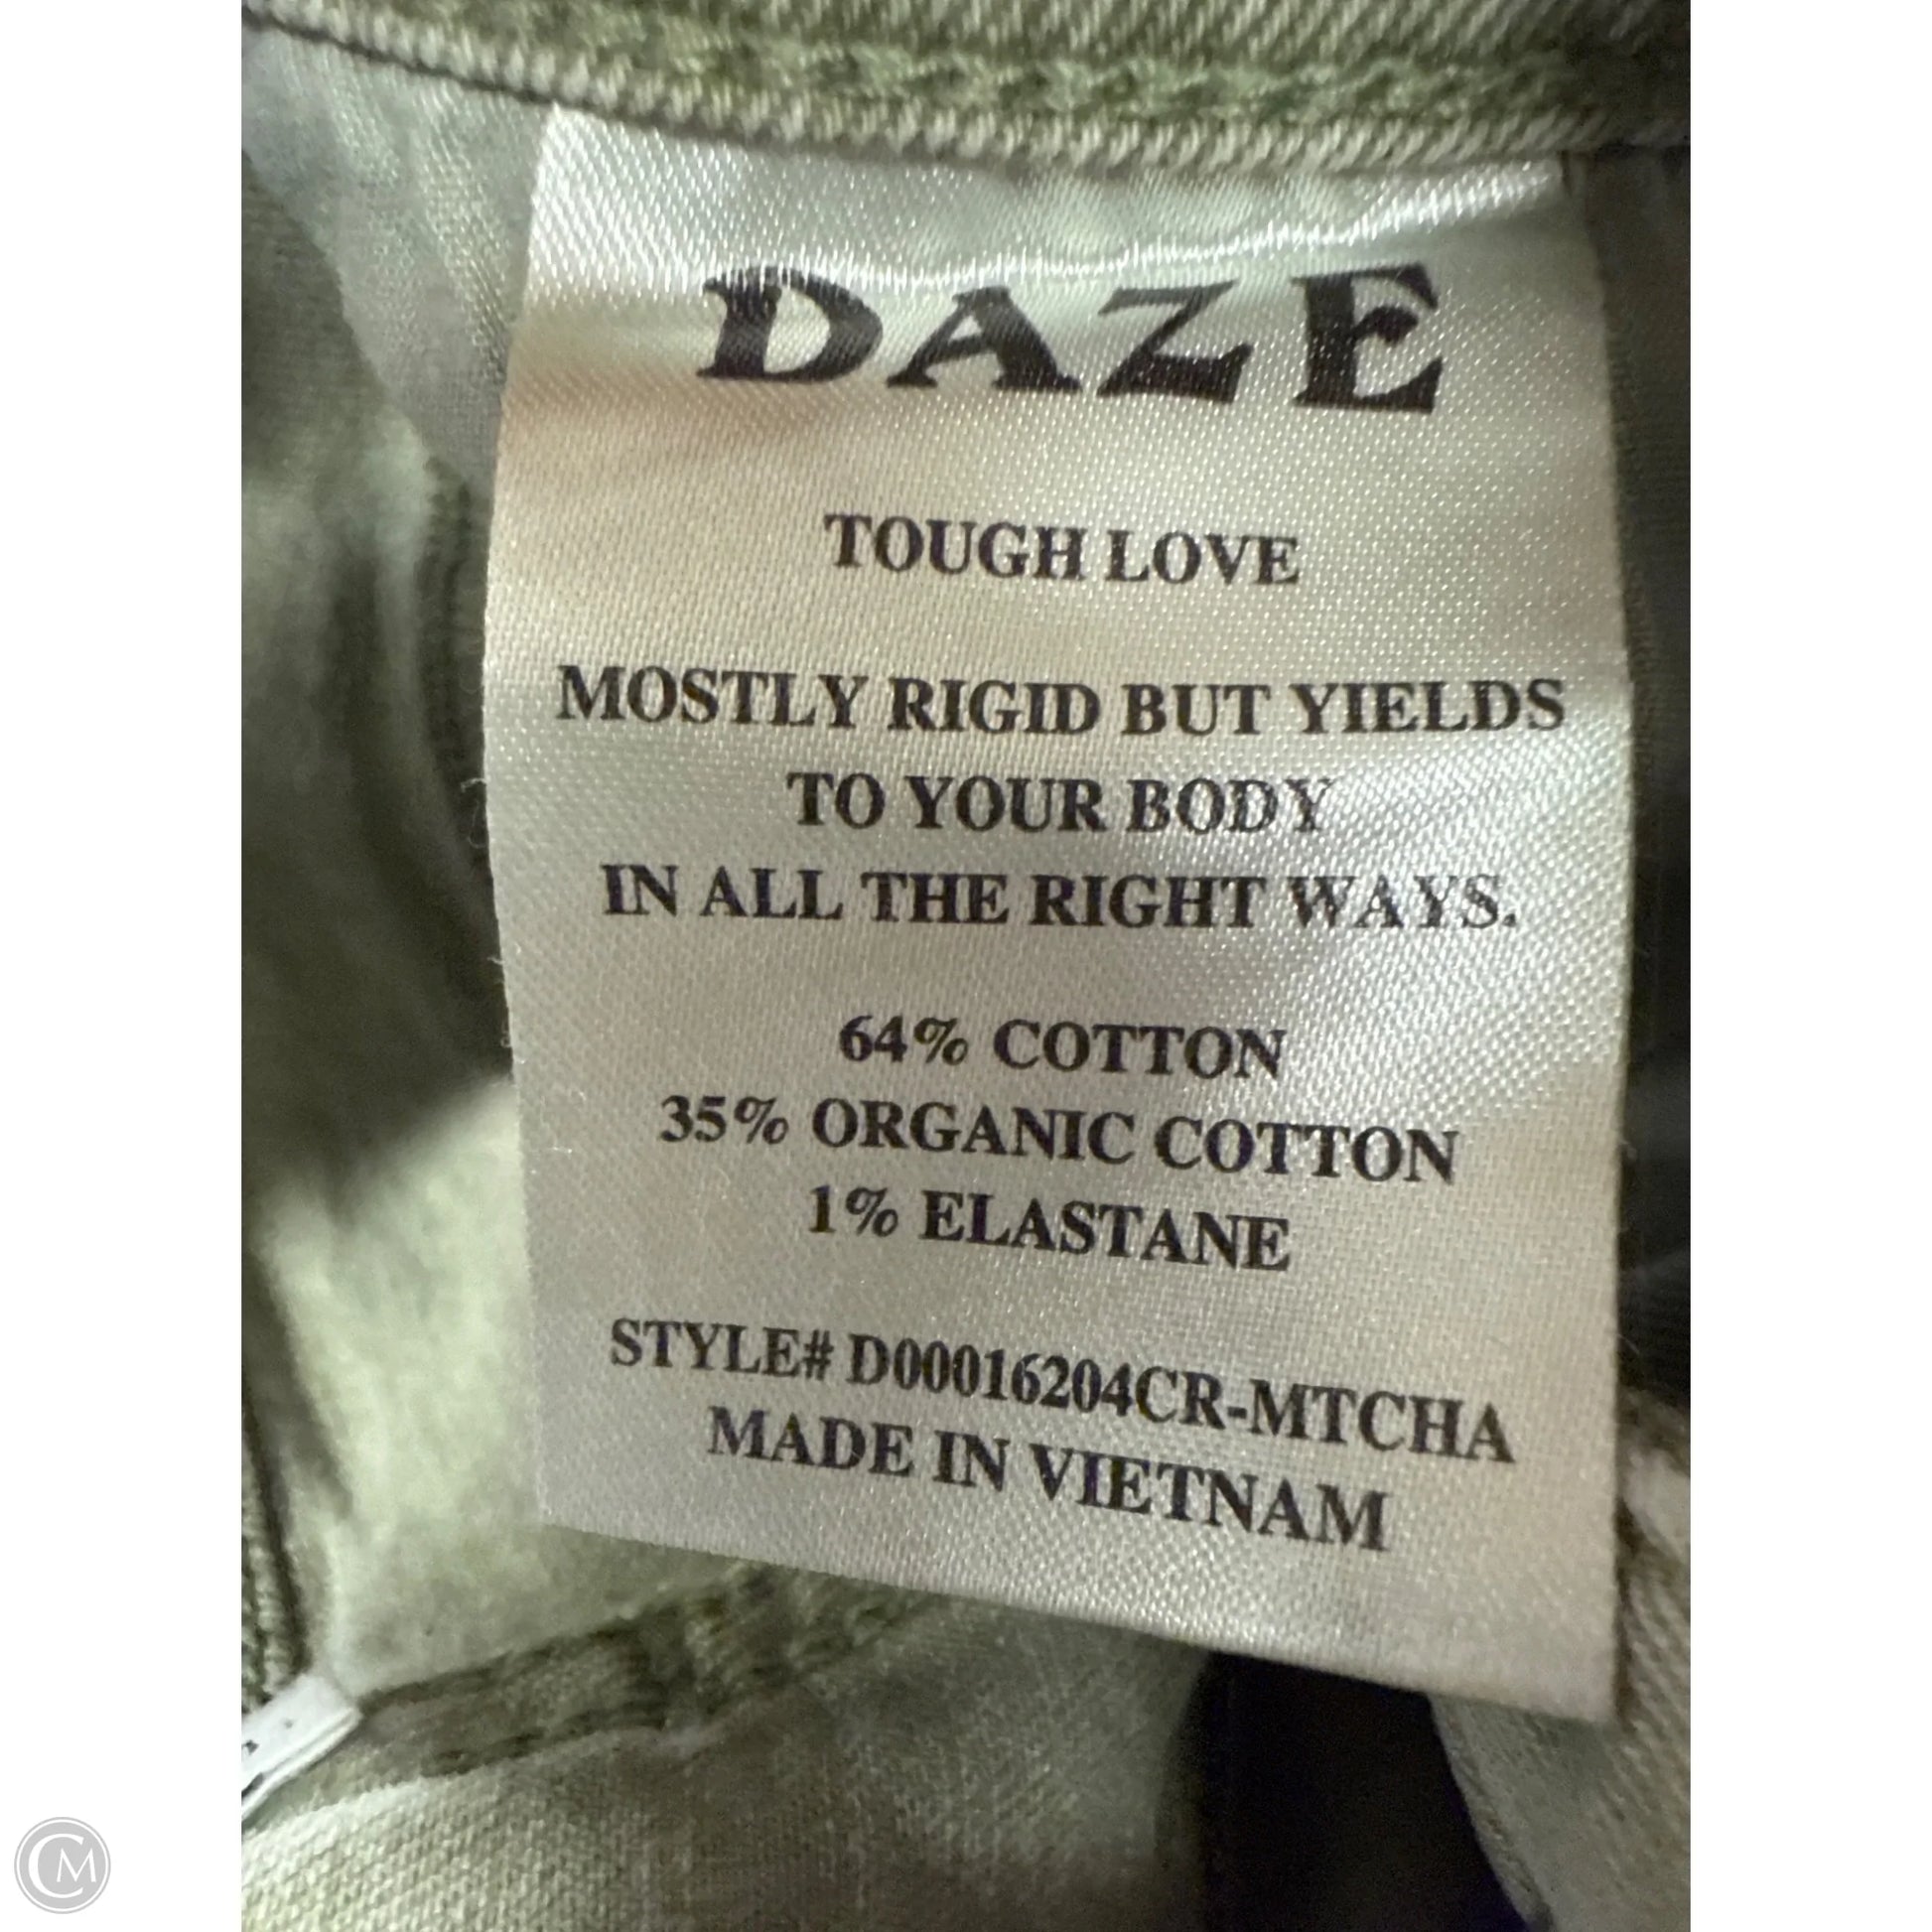 DAZE
TOUGH LOVE
MOSTLY RIGID BUT YIELDS
TO YOUR BODY
IN ALL THE RIGHT WAYS.
64% COTTON
35% ORGANIC COTTON
1% ELASTANE
STYLE# D00016204CR-MTCHA
MADE IN VIETNAM
CM